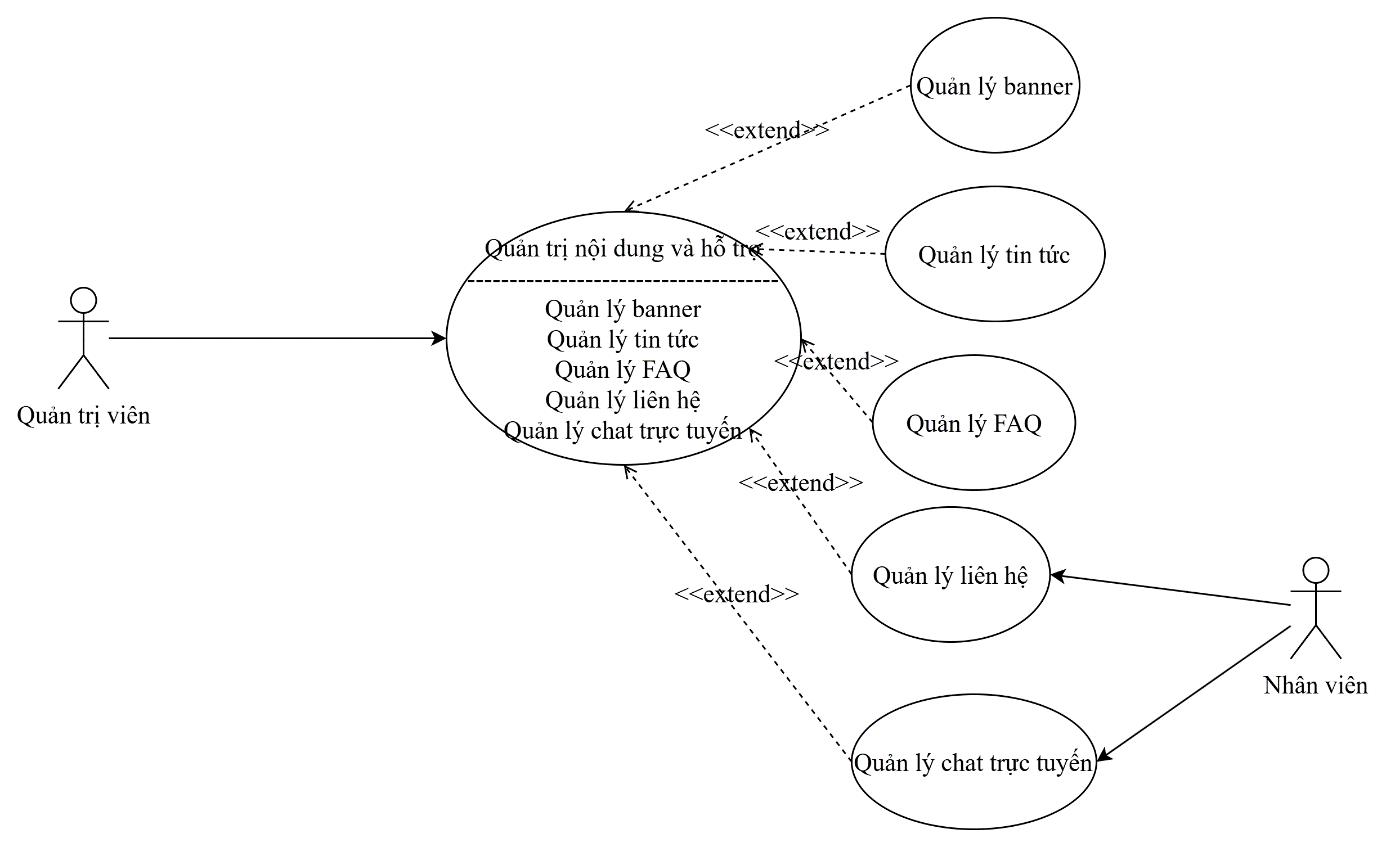 Quản lý banner
<<extend>>
<<extend>>
Quản trị nội dung và hỗ trợ
Quản lý tin tức
Quản lý banner
Quản lý tin tức
Quản lý FAQ
Quản lý liên hệ
Quản lý chat trực tuyến
<<extend>>
Quản trị viên
Quản lý FAQ
<<extend>>
Quản lý liên hệ
<<extend>>
Nhân viên
Quản lý chat trực tuyến